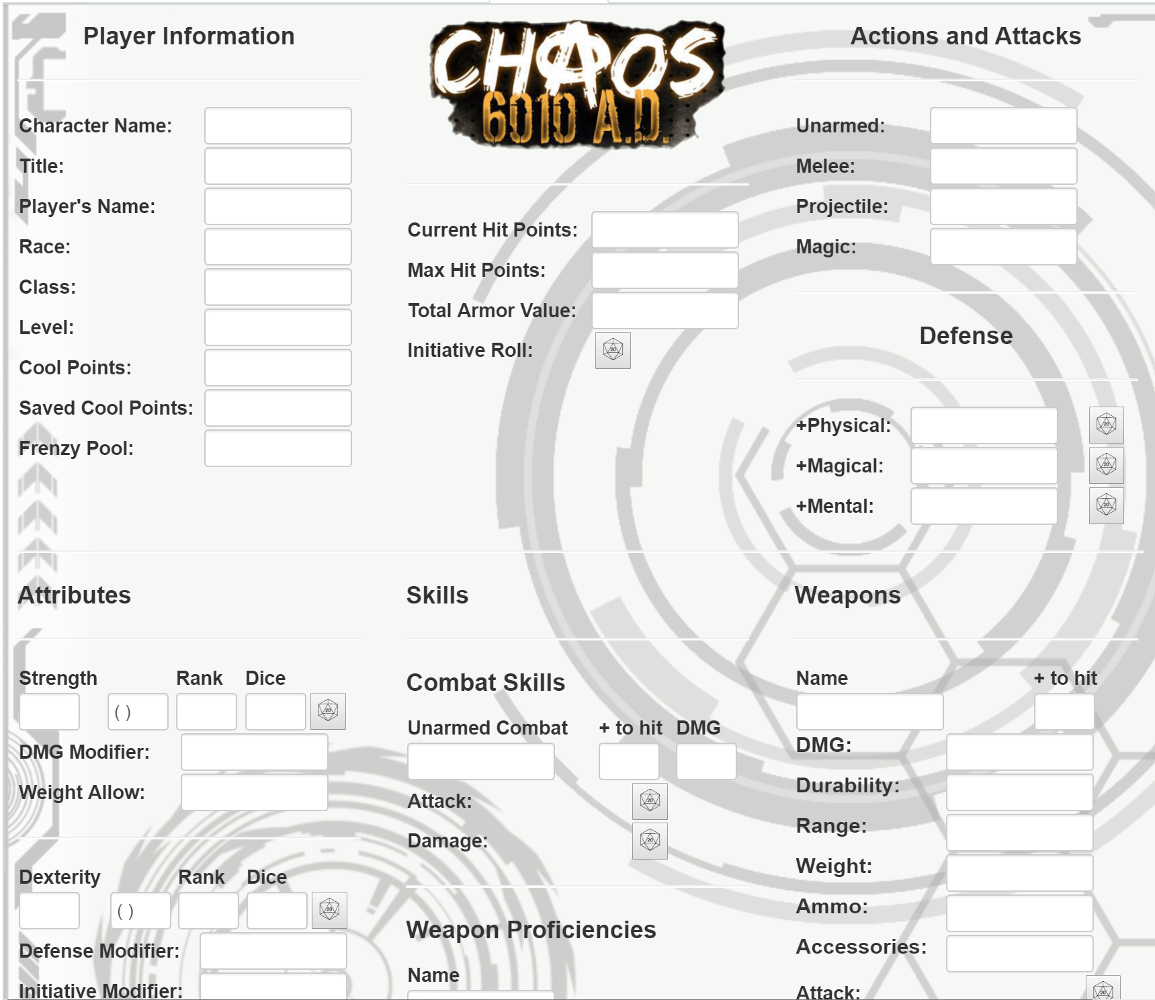 Player Information
Character Name:
Title:
Player's Name:
Race:
Class:
Level:
Cool Points:
Saved Cool Points:
Frenzy Pool:
CHAOS
6010 A.D.
Current Hit Points:
Max Hit Points:
Total Armor Value:
Initiative Roll:
Actions and Attacks
Unarmed:
Melee:
Projectile:
Magic:
Defense
+Physical:
+Magical:
+Mental:
Attributes
Strength Rank Dice
( )
DMG Modifier:
Weight Allow:
Dexterity Rank Dice
( )
Defense Modifier:
Initiative Modifier:
Skills
Combat Skills
Unarmed Combat + to hit DMG
Attack:
Damage:
Weapon Proficiencies
Name
Weapons
Name + to hit
DMG:
Durability:
Range:
Weight:
Ammo:
Accessories:
Attack: